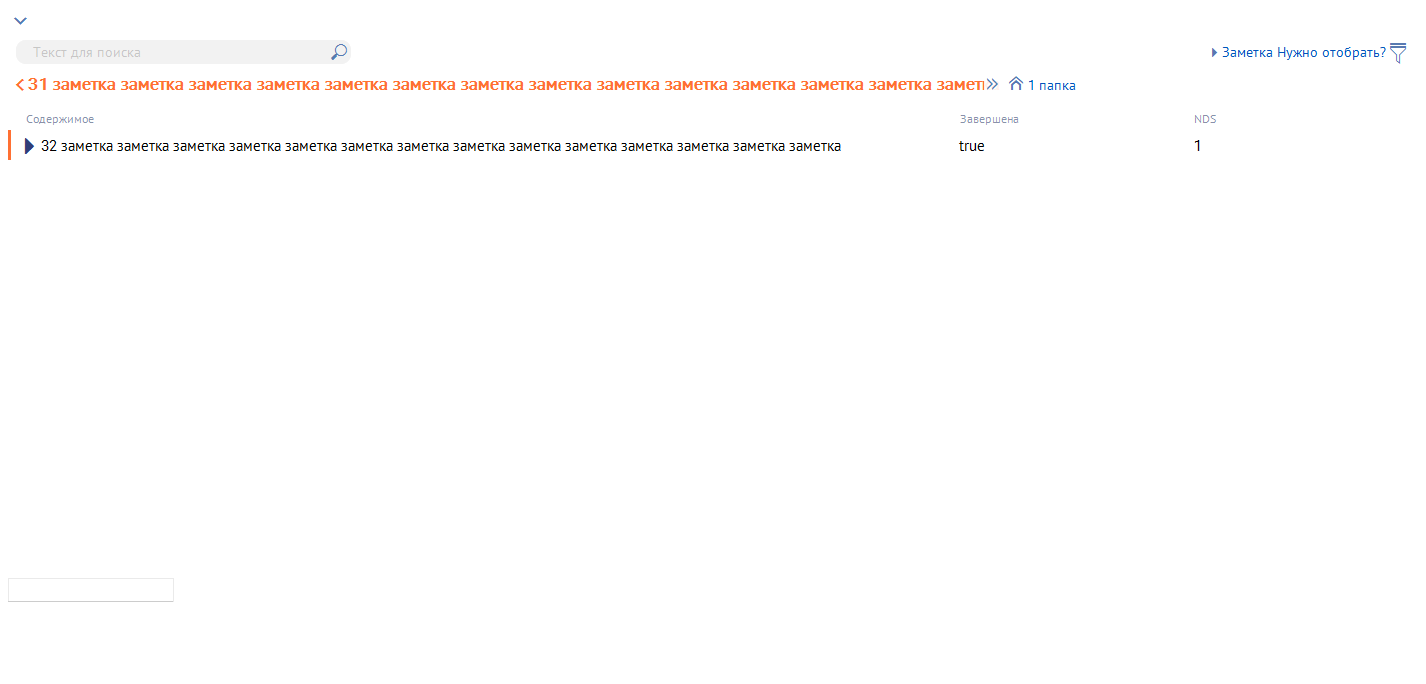 Текст для поиска
Заметка Нужно отобрать?
31 заметка заметка заметка заметка заметка заметка заметка заметка заметка заметка заметка заметка заметка замет
1 папка
Содержимое Завершена NDS
32 заметка заметка заметка заметка заметка заметка заметка заметка заметка заметка заметка заметка заметка заметка true 1